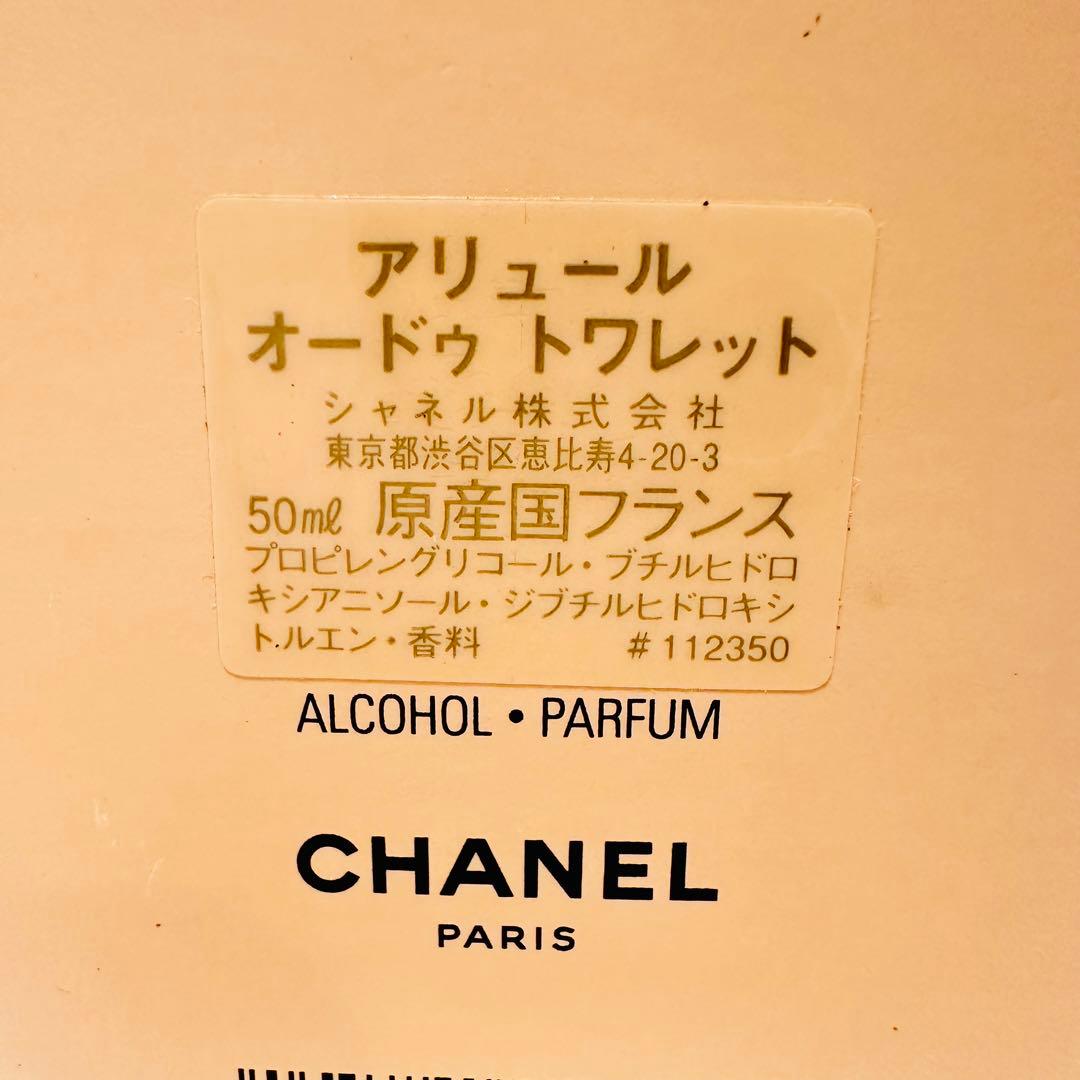 アリュール
オードゥ トワレット
シャネル株式会社
東京都渋谷区恵比寿4-20-3
50ml 原産国フランス
プロピレングリコール・ブチルヒドロ
キシアニソール・ジブチルヒドロキシ
トルエン・香料 #112350
ALCOHOL • PARFUM
CHANEL
PARIS